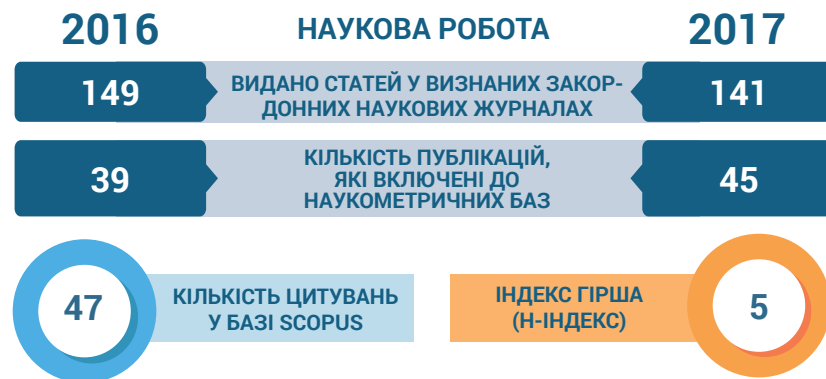 2016 НАУКОВА РОБОТА 2017
149 ВИДАНО СТАТЕЙ У ВИЗНАНИХ ЗАКОР-
ДОННИХ НАУКОВИХ ЖУРНАЛАХ 141
39 КІЛЬКІСТЬ ПУБЛІКАЦІЙ,
ЯКІ ВКЛЮЧЕНІ ДО
НАУКОМЕТРИЧНИХ БАЗ 45
47 КІЛЬКІСТЬ ЦИТУВАНЬ
У БАЗІ SCOPUS
ІНДЕКС ГІРША
(Н-ІНДЕКС) 5